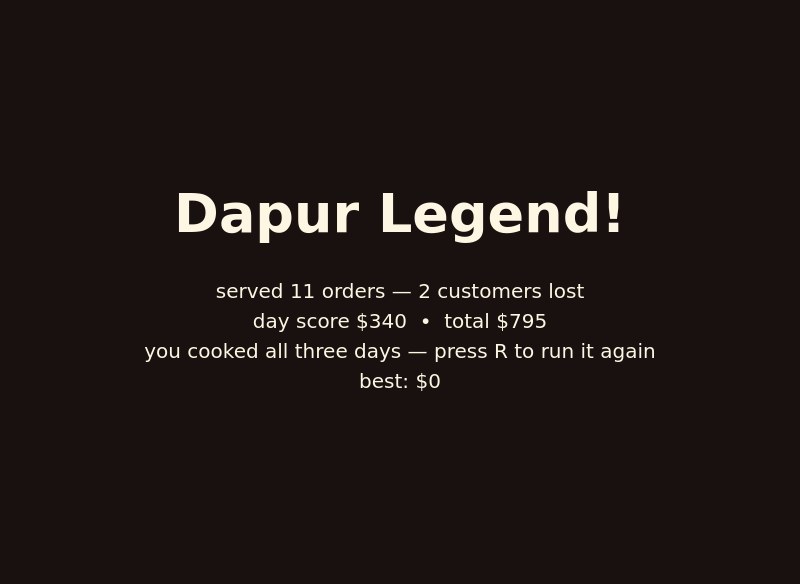 Dapur Legend!
served 11 orders — 2 customers lost
day score $340 • total $795
you cooked all three days — press R to run it again
best: $0